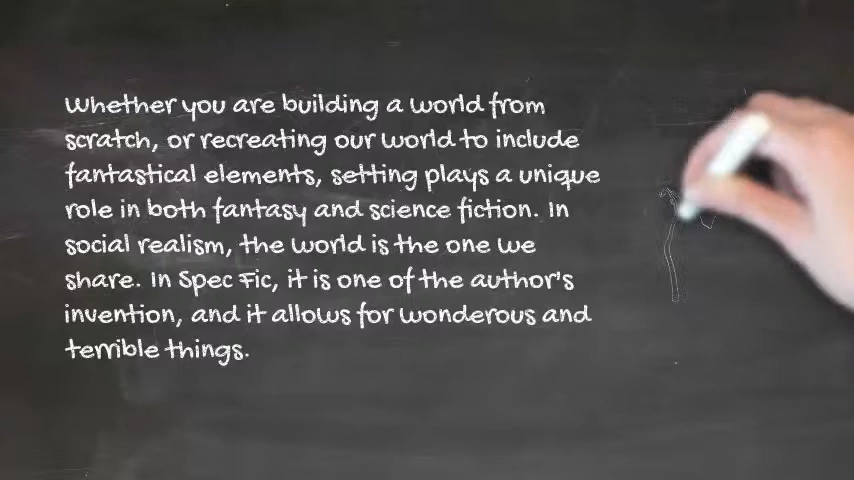 Whether you are building a world from
scratch, or recreating our world to include
fantastical elements, setting plays a unique
role in both fantasy and science fiction. In
social realism, the world is the one we
share. In Spec Fic, it is one of the author's
invention, and it allows for wonderous and
terrible things.